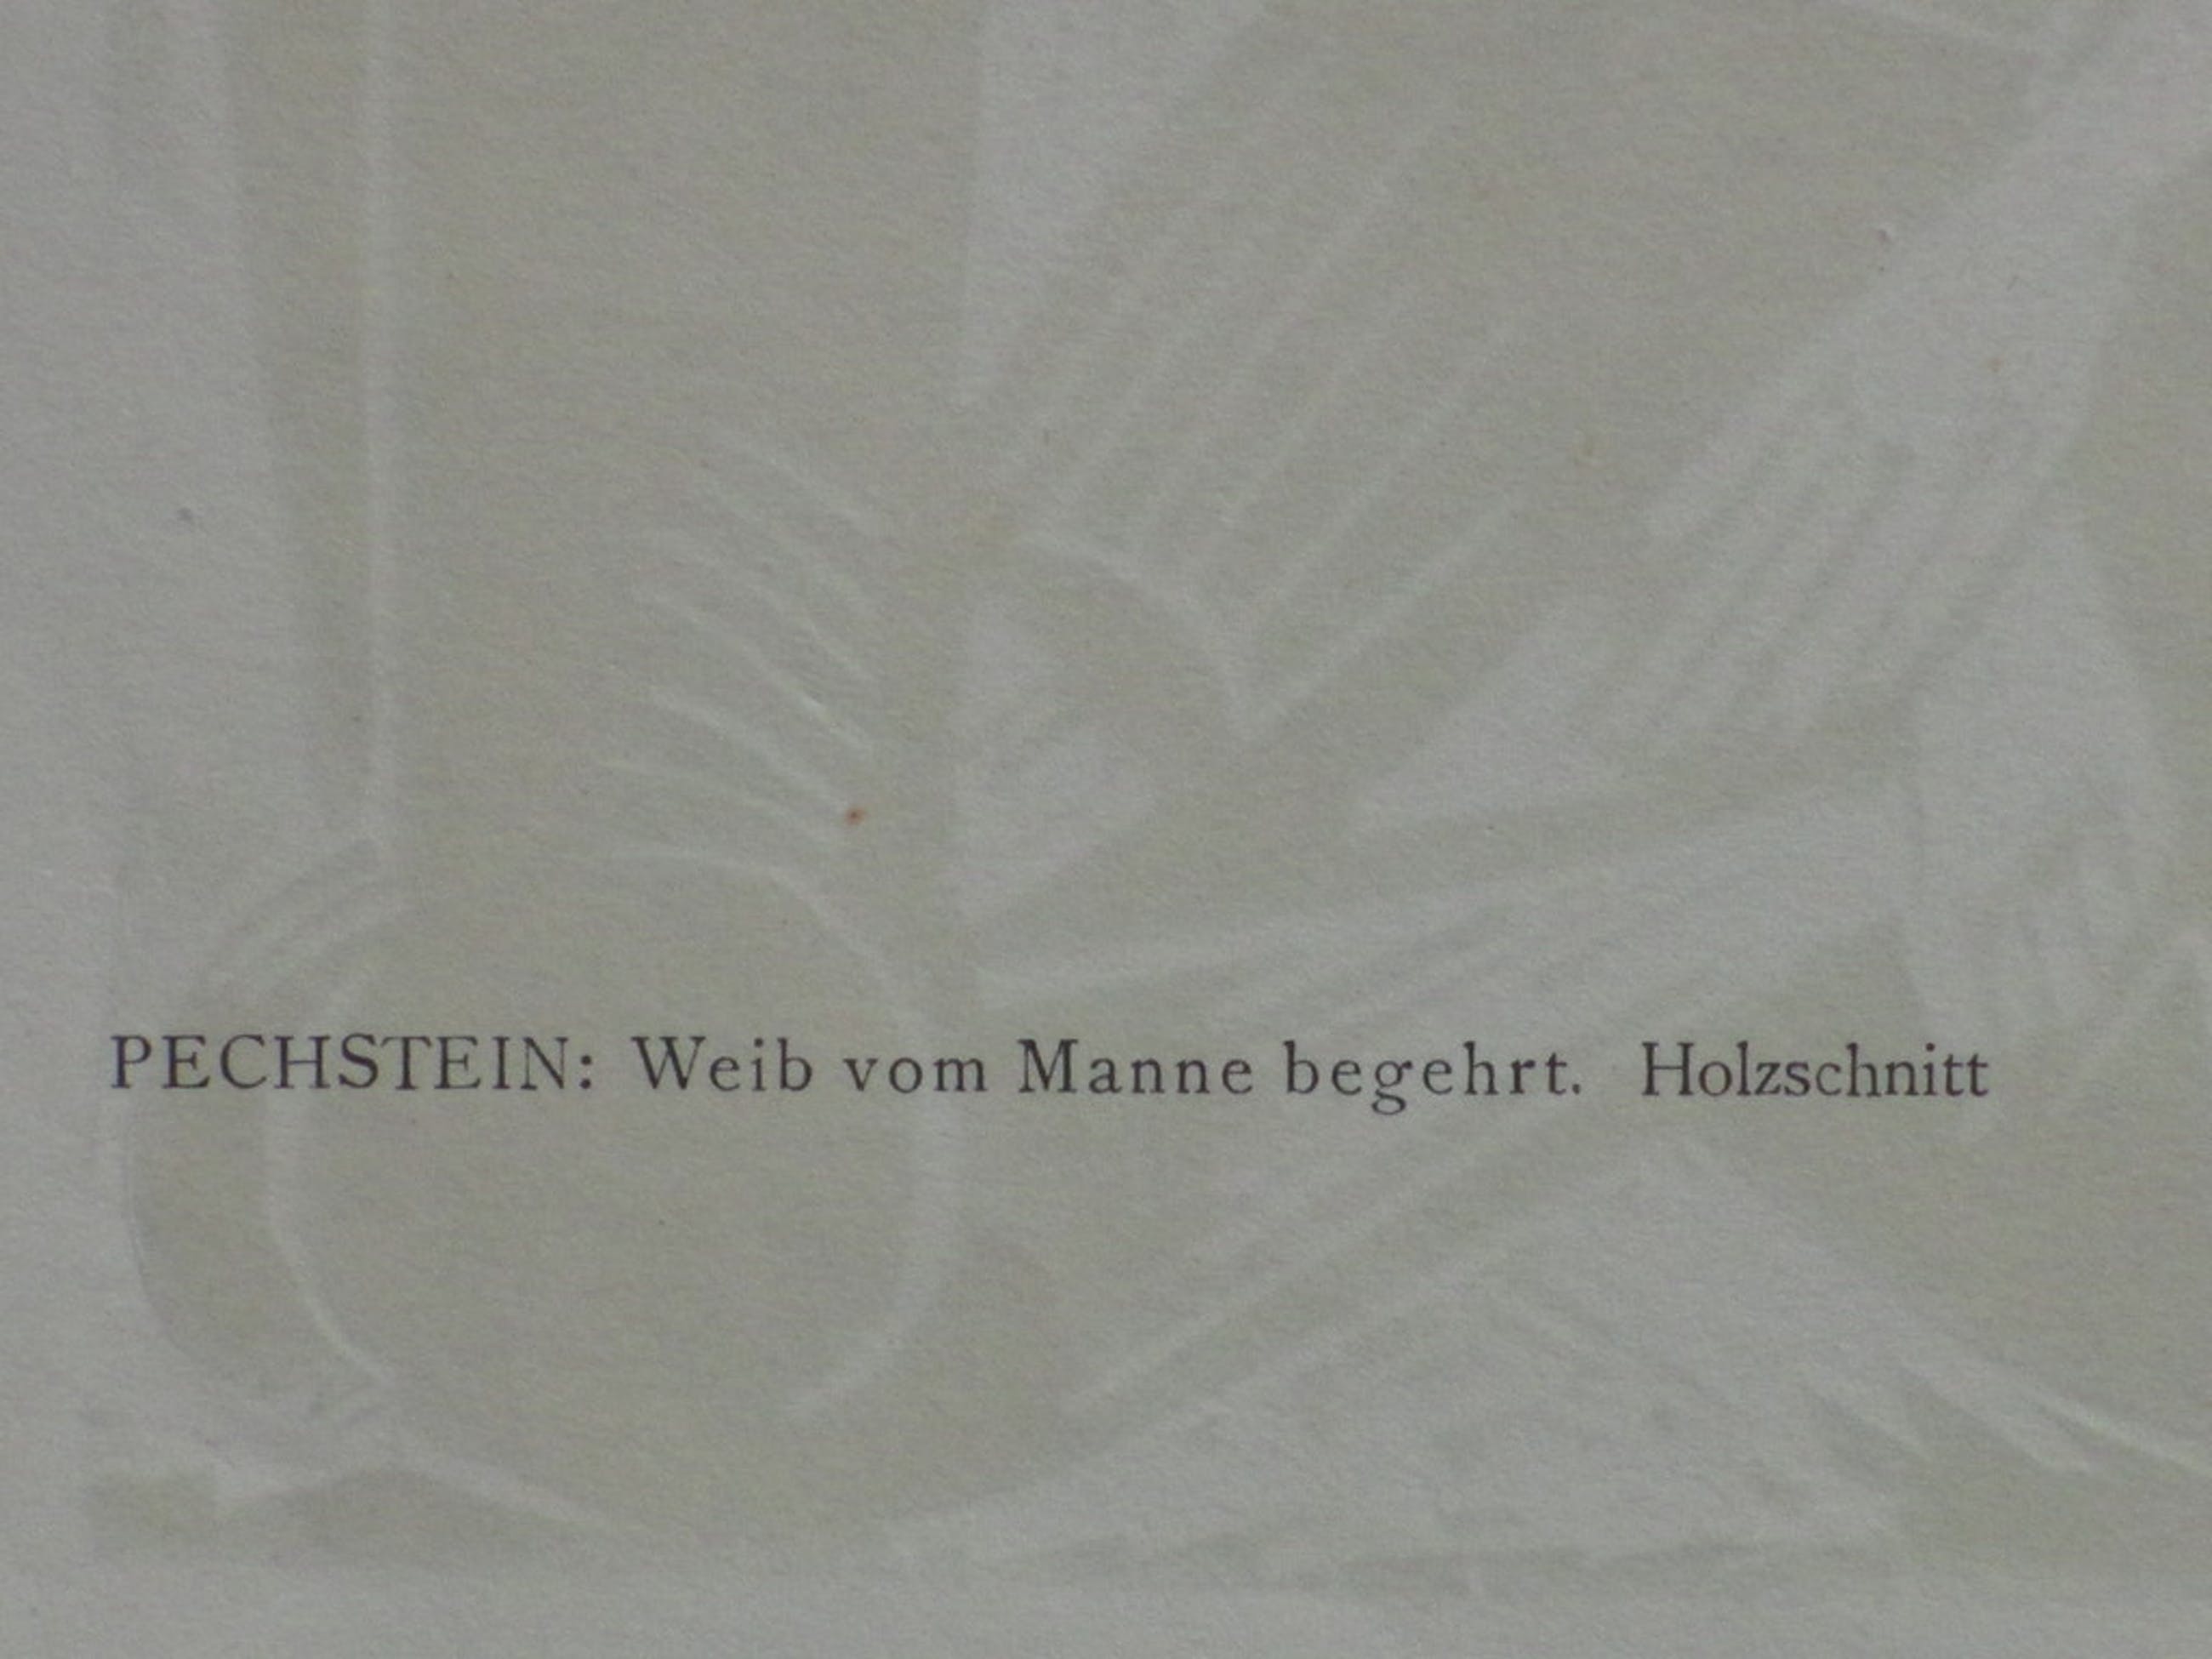 PECHSTEIN: Weib vom Manne begehrt. Holzschnitt